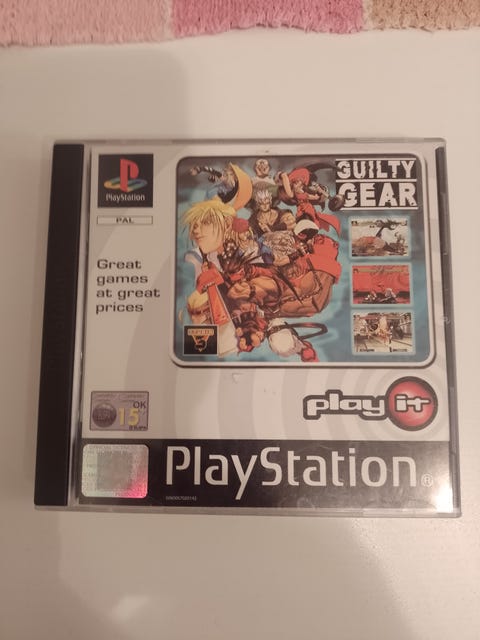 PlayStation
PAL
GUILTY
GEAR
Great
games
at great
prices
OK
15
play it
PlayStation®